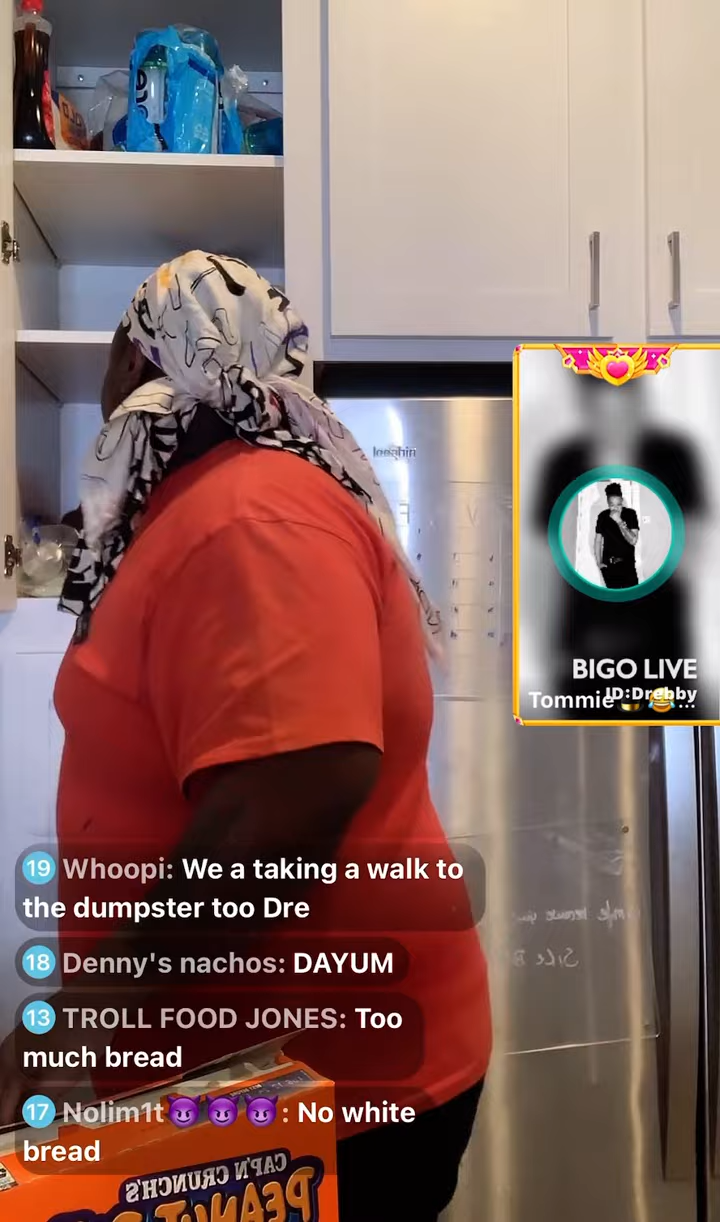 BIGO LIVE
ID:Drebby
Tommie😂...
19 Whoopi: We a taking a walk to
the dumpster too Dre
18 Denny's nachos: DAYUM
13 TROLL FOOD JONES: Too
much bread
17 Nolim1t😈😈😈: No white
bread
CAP'N CRUNCH'S
PEANUT